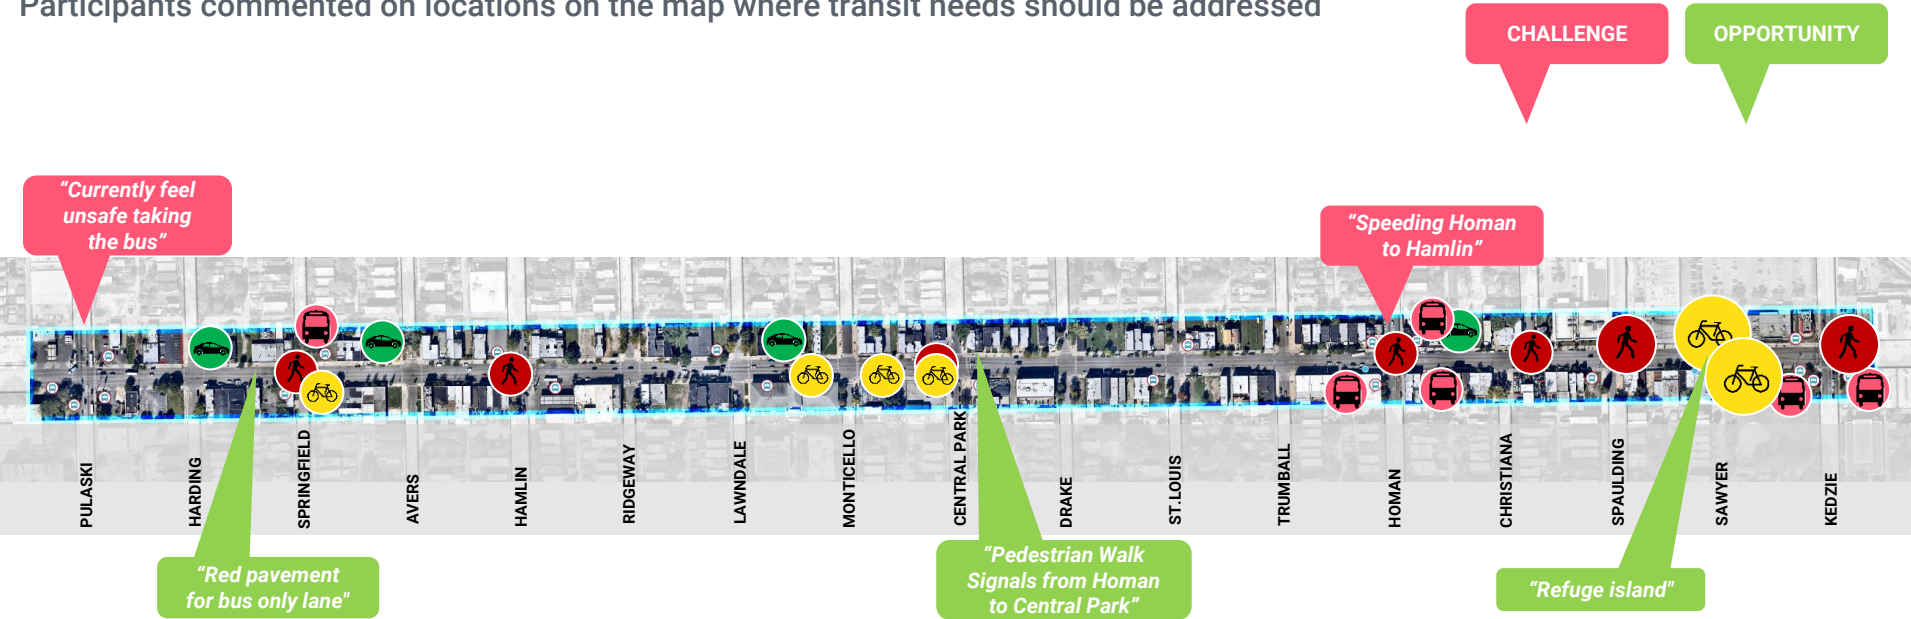 Participants commented on locations on the map where transit needs should be addressed
CHALLENGE
OPPORTUNITY
“Currently feel
unsafe taking
the bus”
“Speeding Homan
to Hamlin”
PULASKI
HARDING
SPRINGFIELD
AVERS
HAMLIN
RIDGEWAY
LAWNDALE
MONTICELLO
CENTRAL PARK
DRAKE
ST.LOUIS
TRUMBALL
HOMAN
CHRISTIANA
SPAULDING
SAWYER
KEDZIE
“Red pavement
for bus only lane"
“Pedestrian Walk
Signals from Homan
to Central Park”
“Refuge island"